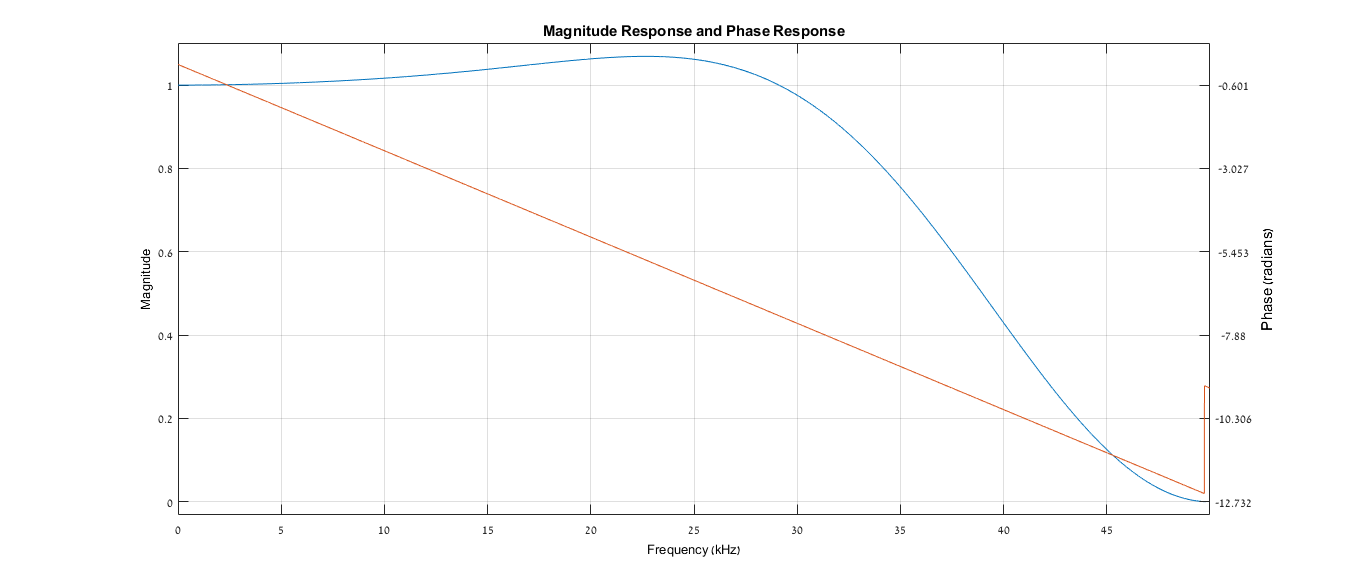 Magnitude Response and Phase Response
1
0.8
0.6
0.4
0.2
0
Magnitude
-0.601
-3.027
-5.453
-7.88
-10.306
-12.732
Phase (radians)
0 5 10 15 20 25 30 35 40 45
Frequency (kHz)